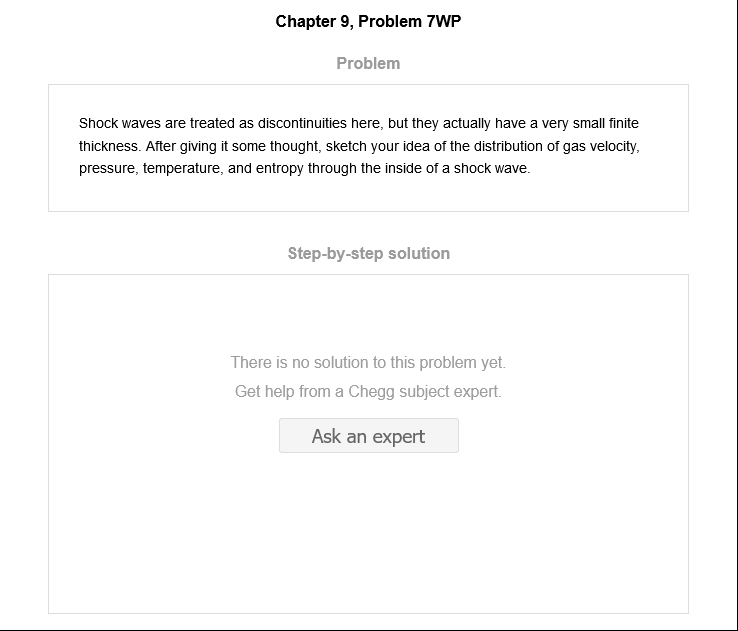 Chapter 9, Problem 7WP
Problem
Shock waves are treated as discontinuities here, but they actually have a very small finite
thickness. After giving it some thought, sketch your idea of the distribution of gas velocity,
pressure, temperature, and entropy through the inside of a shock wave.
Step-by-step solution
There is no solution to this problem yet.
Get help from a Chegg subject expert.
Ask an expert